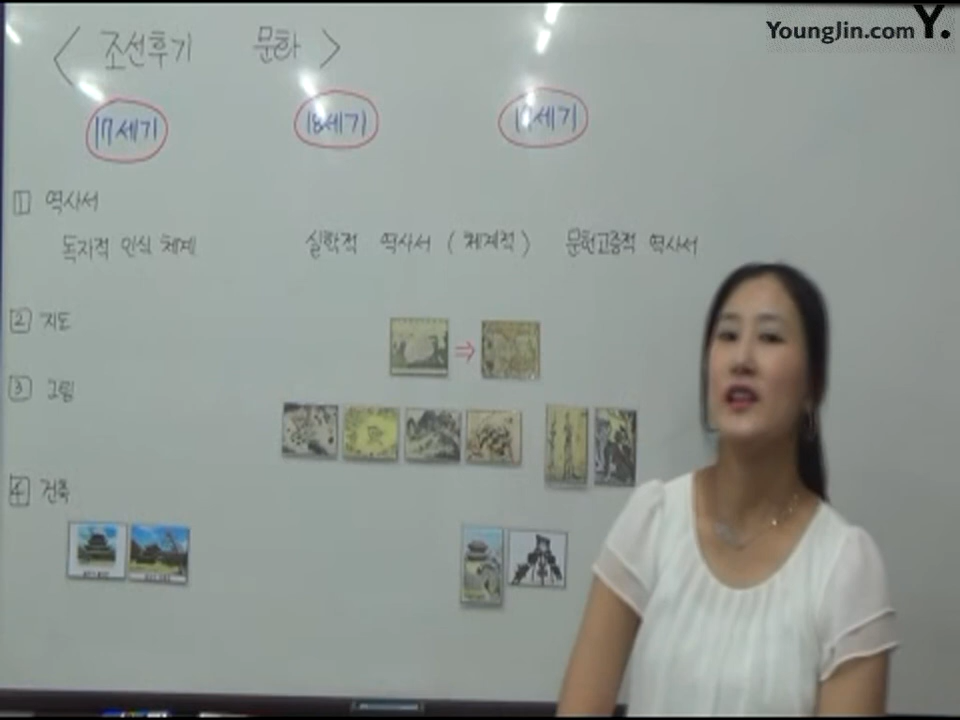 YoungJin.com Y.
< 조선후기 문화 >
17세기 18세기 19세기
1 역사서
독자적 인식 체계 실학적 역사서 (체계적) 문헌고증적 역사서
2 지도
⇒
3 그림
4 건축